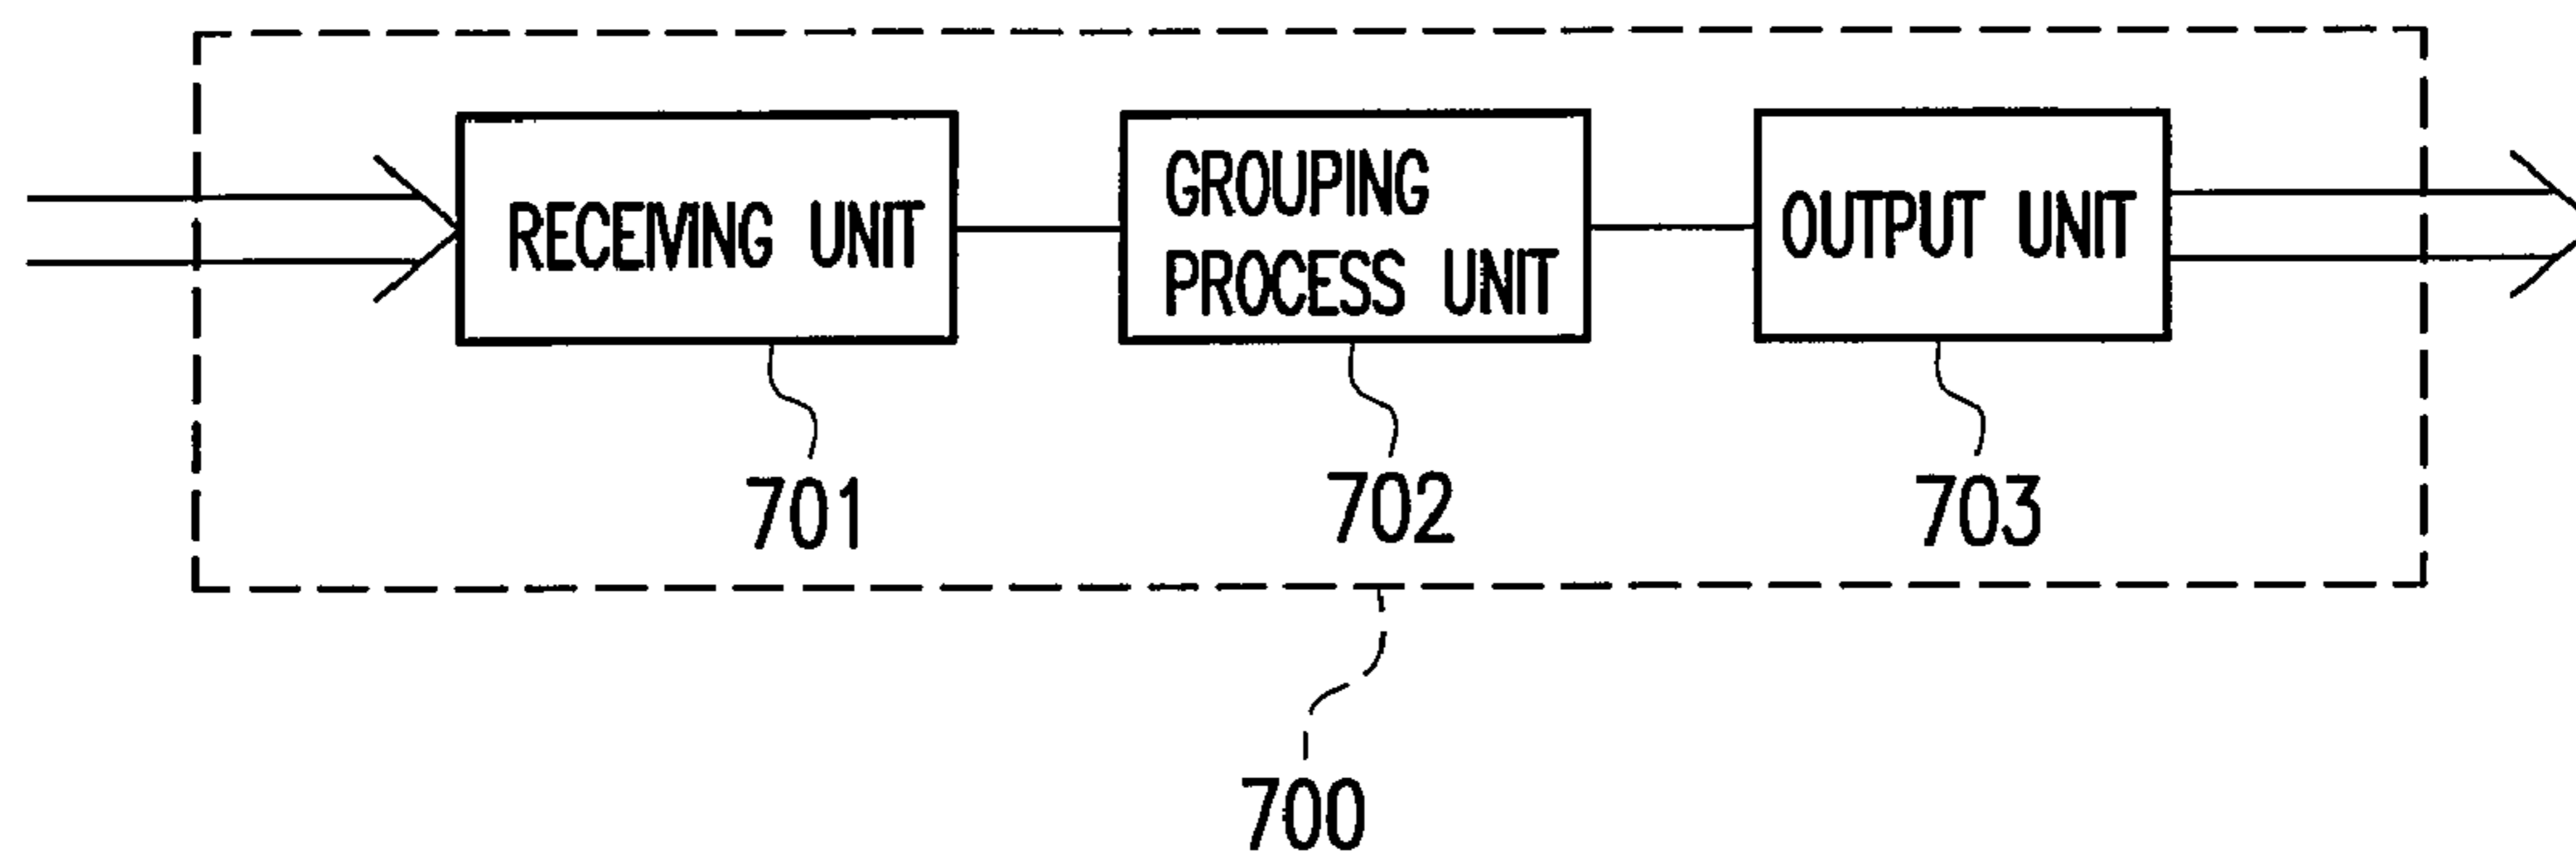 RECEIVING UNIT
GROUPING
PROCESS UNIT
OUTPUT UNIT
701
702
703
700